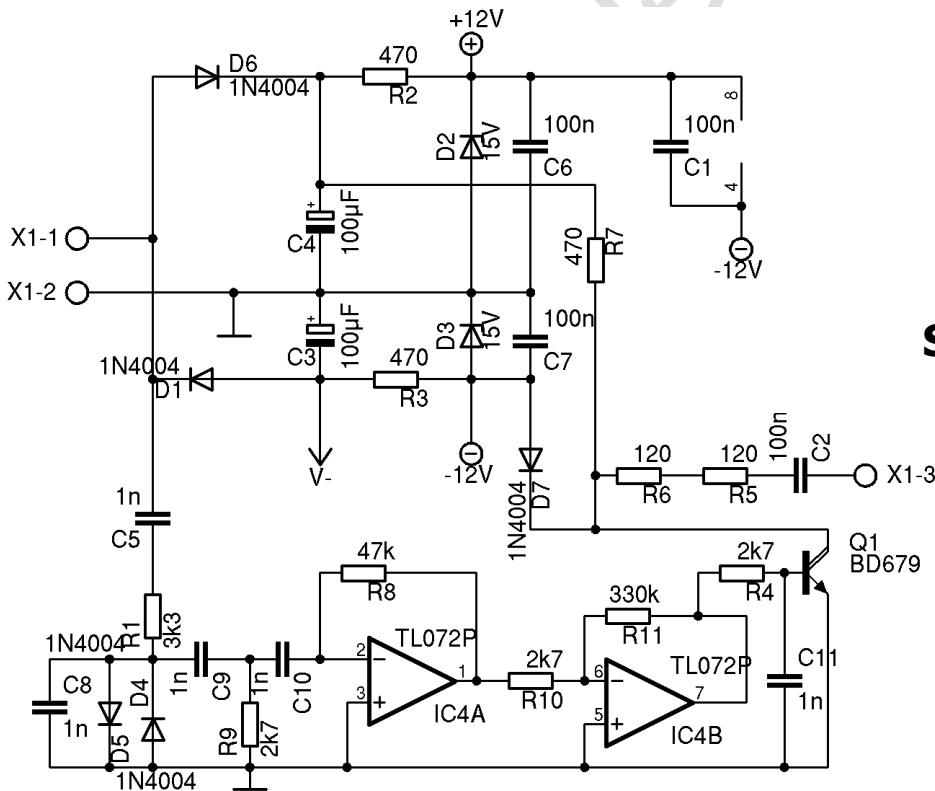 +12V
D6
1N4004
470
R2
8
100n
C6
100n
C1
D2
15V
4
+
C4
100µF
470
R7
X1-1
-12V
X1-2
+
C3
100µF
D3
15V
100n
C7
1N4004
D1
470
R3
V-
-12V
1N4004
D7
120
R6
120
R5
100n
C2
X1-3
1n
C5
Q1
BD679
2k7
R4
47k
R8
330k
R11
R1
3k3
1N4004
TL072P
2
3
1
IC4A
2k7
R10
TL072P
6
5
7
IC4B
C11
1n
C8
1n
D5
D4
1n
C9
1n
C10
R9
2k7
1N4004
S